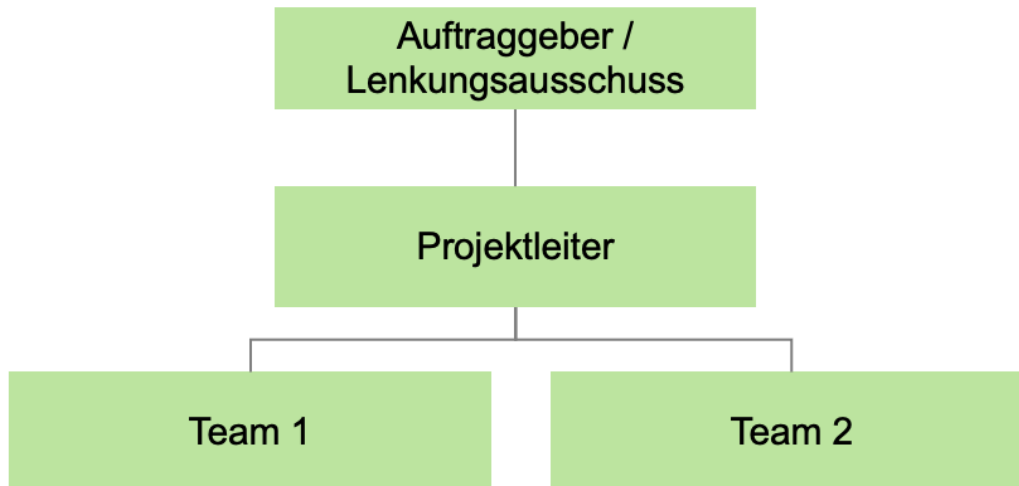 Auftraggeber /
Lenkungsausschuss
Projektleiter
Team 1
Team 2